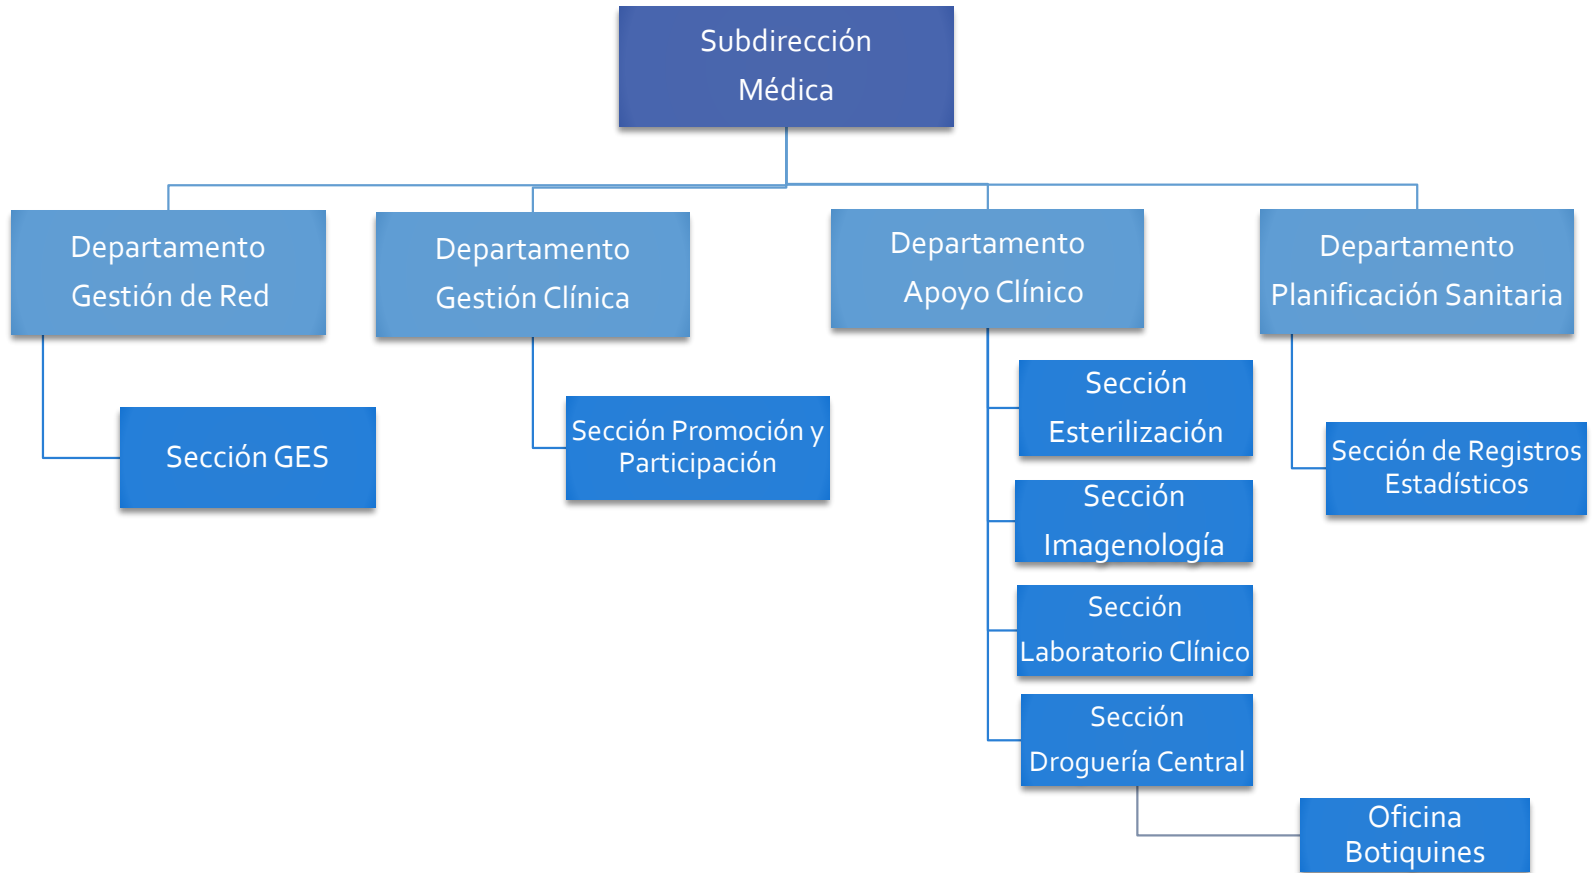 Subdirección
Médica
Departamento
Gestión de Red
Departamento
Gestión Clínica
Departamento
Apoyo Clínico
Departamento
Planificación Sanitaria
Sección GES
Sección Promoción y
Participación
Sección
Esterilización
Sección
Imagenología
Sección
Laboratorio Clínico
Sección
Droguería Central
Sección de Registros
Estadísticos
Oficina
Botiquines